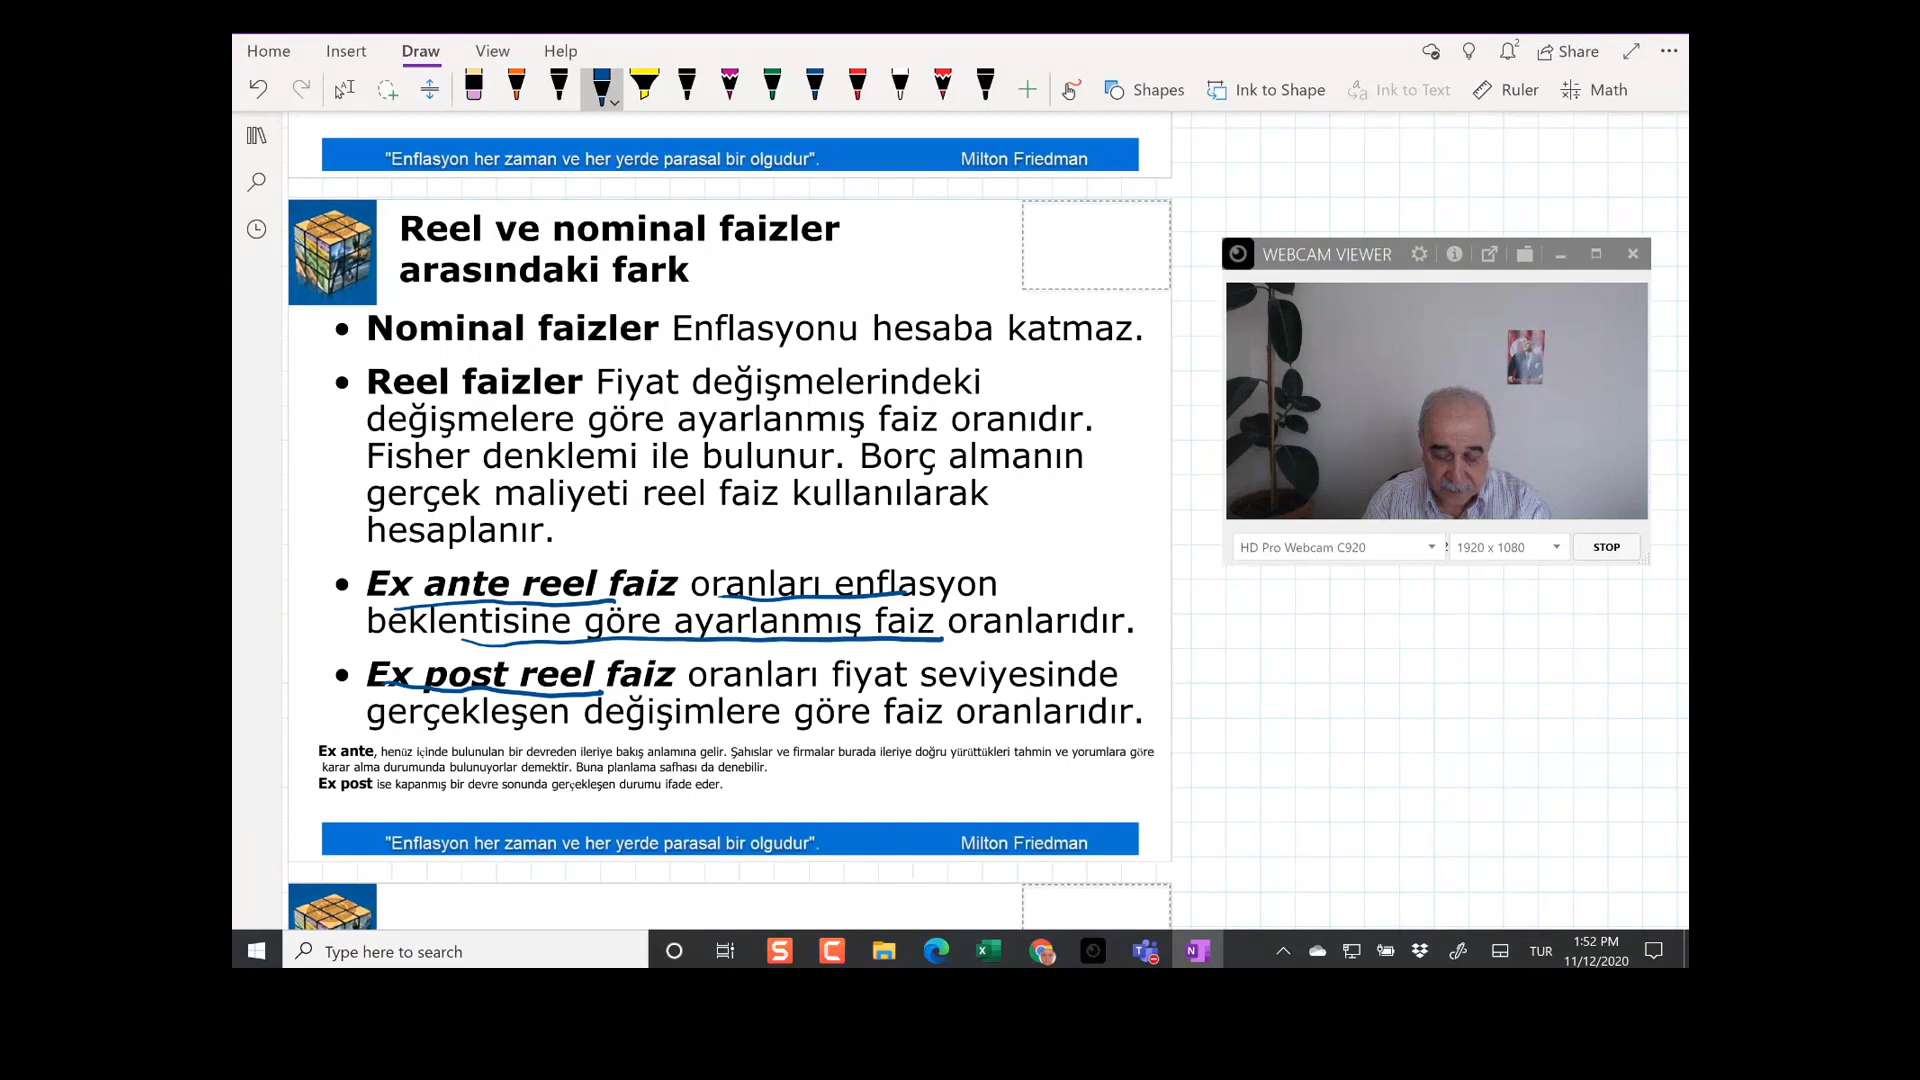 Home Insert Draw View Help
2
Share
Shapes Ink to Shape Ink to Text Ruler Math
"Enflasyon her zaman ve her yerde parasal bir olgudur". Milton Friedman
Reel ve nominal faizler
arasındaki fark
• Nominal faizler Enflasyonu hesaba katmaz.
• Reel faizler Fiyat değişmelerindeki
değişmelere göre ayarlanmış faiz oranıdır.
Fisher denklemi ile bulunur. Borç almanın
gerçek maliyeti reel faiz kullanılarak
hesaplanır.
• Ex ante reel faiz oranları enflasyon
beklentisine göre ayarlanmış faiz oranlarıdır.
• Ex post reel faiz oranları fiyat seviyesinde
gerçekleşen değişimlere göre faiz oranlarıdır.
Ex ante, henüz içinde bulunulan bir devreden ileriye bakış anlamına gelir. Şahıslar ve firmalar burada ileriye doğru yürüttükleri tahmin ve yorumlara göre
karar alma durumunda bulunuyorlar demektir. Buna planlama safhası da denebilir.
Ex post ise kapanmış bir devre sonunda gerçekleşen durumu ifade eder.
"Enflasyon her zaman ve her yerde parasal bir olgudur". Milton Friedman
WEBCAM VIEWER
HD Pro Webcam C920 1920 x 1080 STOP
Type here to search
TUR
1:52 PM
11/12/2020